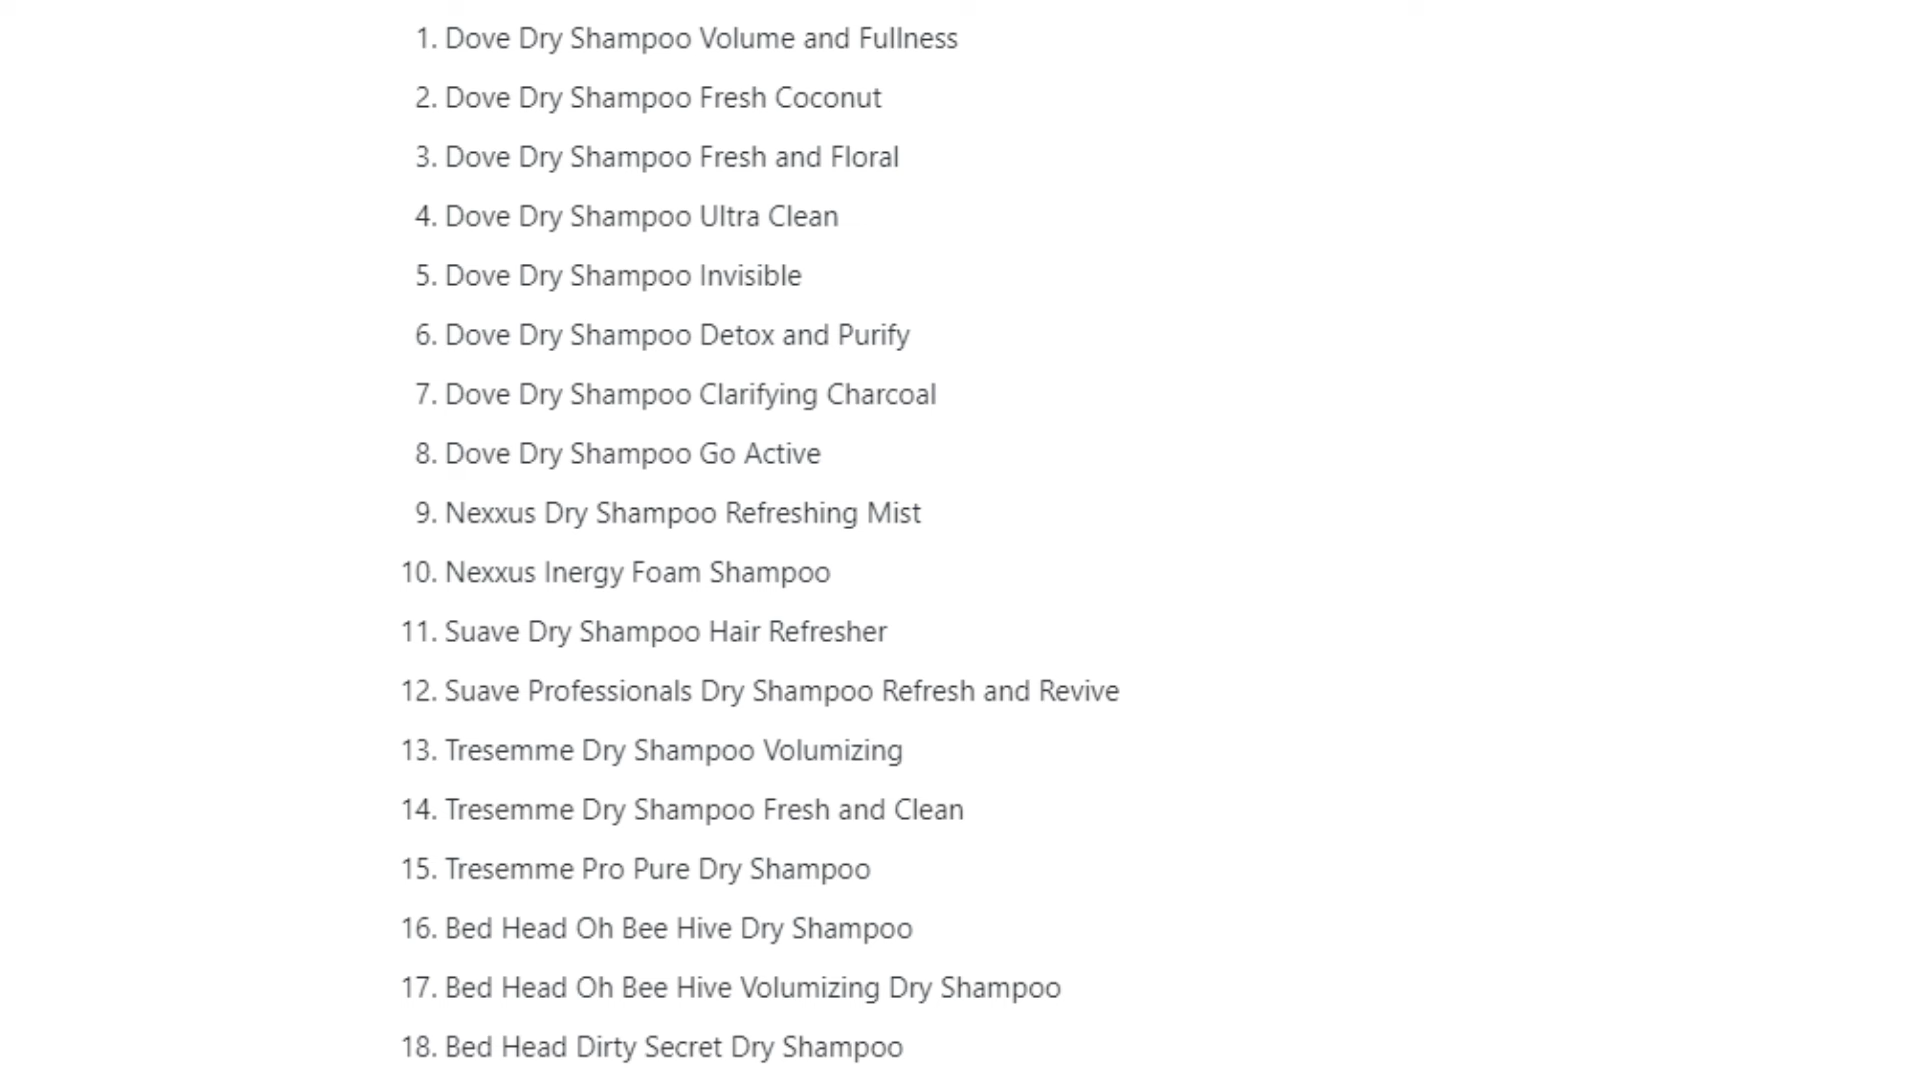 1. Dove Dry Shampoo Volume and Fullness
2. Dove Dry Shampoo Fresh Coconut
3. Dove Dry Shampoo Fresh and Floral
4. Dove Dry Shampoo Ultra Clean
5. Dove Dry Shampoo Invisible
6. Dove Dry Shampoo Detox and Purify
7. Dove Dry Shampoo Clarifying Charcoal
8. Dove Dry Shampoo Go Active
9. Nexxus Dry Shampoo Refreshing Mist
10. Nexxus Inergy Foam Shampoo
11. Suave Dry Shampoo Hair Refresher
12. Suave Professionals Dry Shampoo Refresh and Revive
13. Tresemme Dry Shampoo Volumizing
14. Tresemme Dry Shampoo Fresh and Clean
15. Tresemme Pro Pure Dry Shampoo
16. Bed Head Oh Bee Hive Dry Shampoo
17. Bed Head Oh Bee Hive Volumizing Dry Shampoo
18. Bed Head Dirty Secret Dry Shampoo